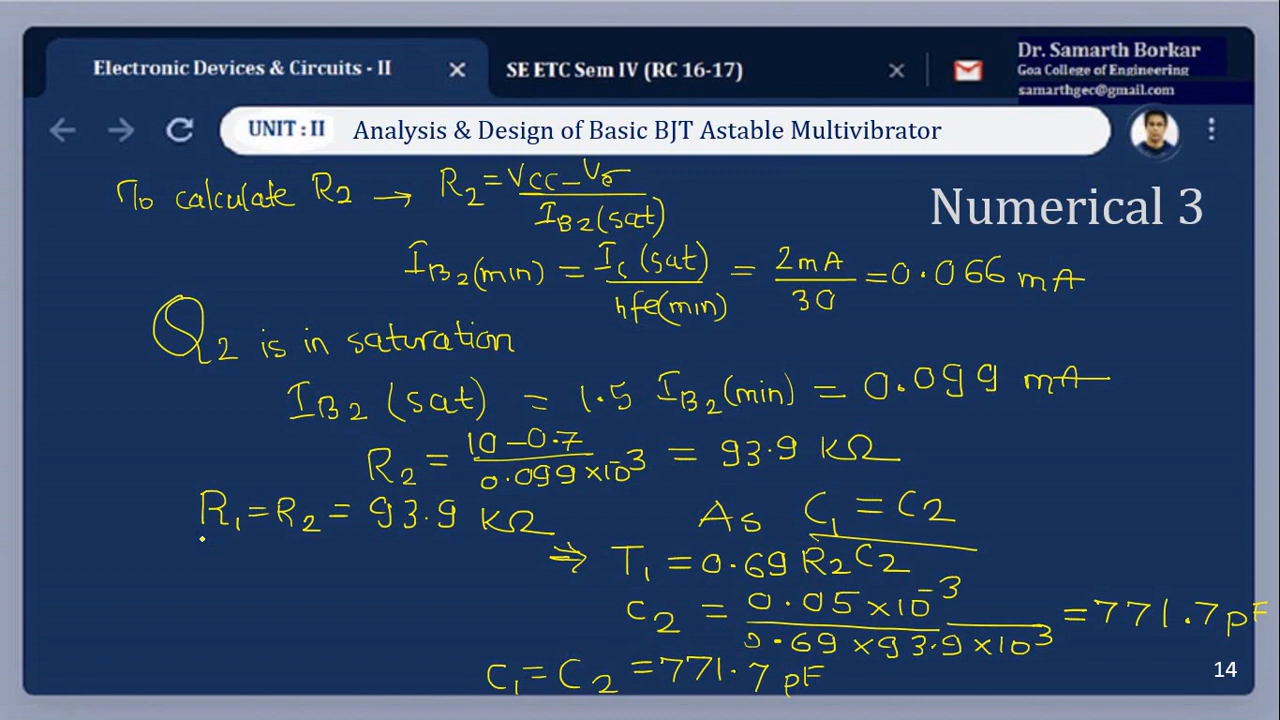 Electronic Devices & Circuits - II
SE ETC Sem IV (RC 16-17)
Dr. Samarth Borkar
Goa College of Engineering
samarthgec@gmail.com
UNIT : II Analysis & Design of Basic BJT Astable Multivibrator
Numerical 3
To calculate R2 → R2 = VCC - Vσ / IB2(sat)
IB2(min) = Ic(sat) / hfe(min) = 2mA / 30 = 0.066 mA
Q2 is in saturation
IB2(sat) = 1.5 IB2(min) = 0.099 mA
R2 = 10 - 0.7 / 0.099 × 10^-3 = 93.9 KΩ
R1 = R2 = 93.9 KΩ
As C1 = C2
⇒ T1 = 0.69 R2 C2
C2 = 0.05 × 10^-3 / 0.69 × 93.9 × 10^3 = 771.7 pF
C1 = C2 = 771.7 pF
14